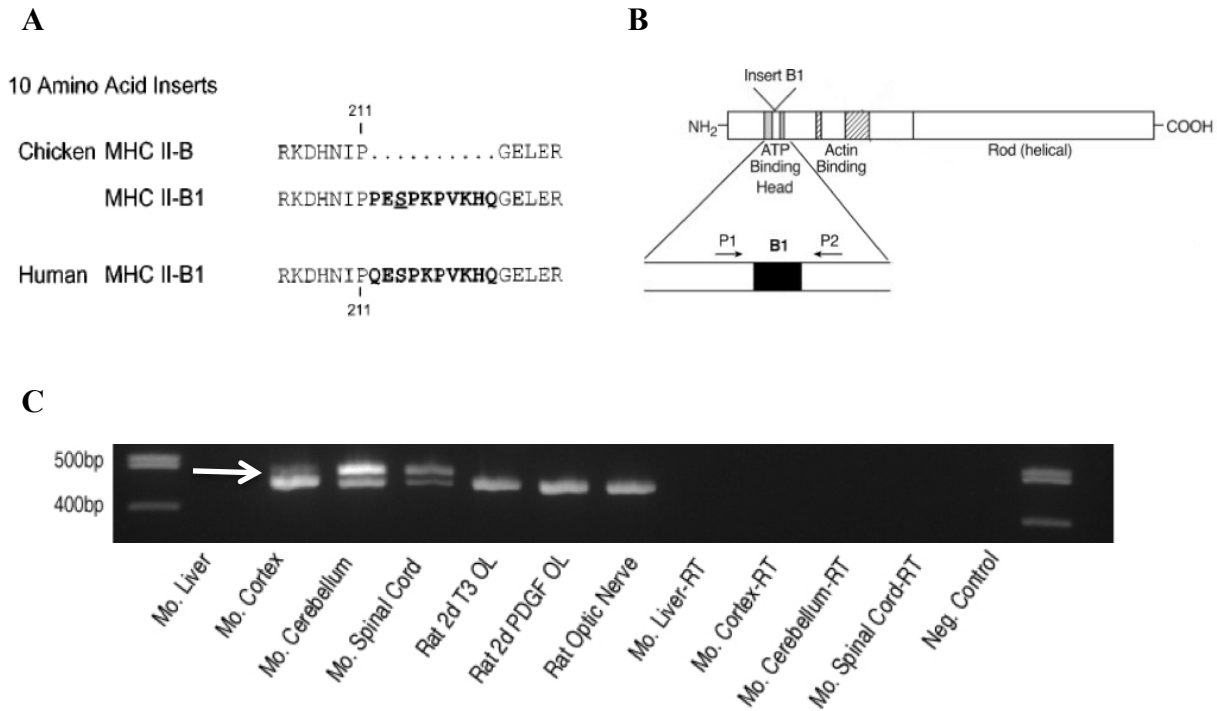 A
10 Amino Acid Inserts
211
Chicken MHC II-B RKDHNIP..........GELER
MHC II-B1 RKDHNIPPESPKPVKHQGELER
Human MHC II-B1 RKDHNIPQESPKPVKHQGELER
211
B
Insert B1
NH2 COOH
ATP Binding Head
Actin Binding
Rod (helical)
P1 B1 P2
C
500bp
400bp
Mo. Liver
Mo. Cortex
Mo. Cerebellum
Mo. Spinal Cord
Rat 2d T3 OL
Rat 2d PDGF OL
Rat Optic Nerve
Mo. Liver-RT
Mo. Cortex-RT
Mo. Cerebellum-RT
Mo. Spinal Cord-RT
Neg. Control